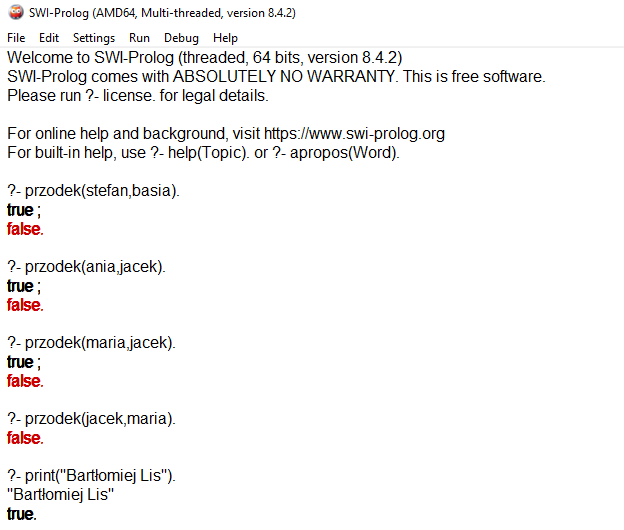 SWI-Prolog (AMD64, Multi-threaded, version 8.4.2)
File Edit Settings Run Debug Help
Welcome to SWI-Prolog (threaded, 64 bits, version 8.4.2)
SWI-Prolog comes with ABSOLUTELY NO WARRANTY. This is free software.
Please run ?- license. for legal details.
For online help and background, visit https://www.swi-prolog.org
For built-in help, use ?- help(Topic). or ?- apropos(Word).
?- przodek(stefan,basia).
true ;
false.
?- przodek(ania,jacek).
true ;
false.
?- przodek(maria,jacek).
true ;
false.
?- przodek(jacek,maria).
false.
?- print("Bartłomiej Lis").
"Bartłomiej Lis"
true.